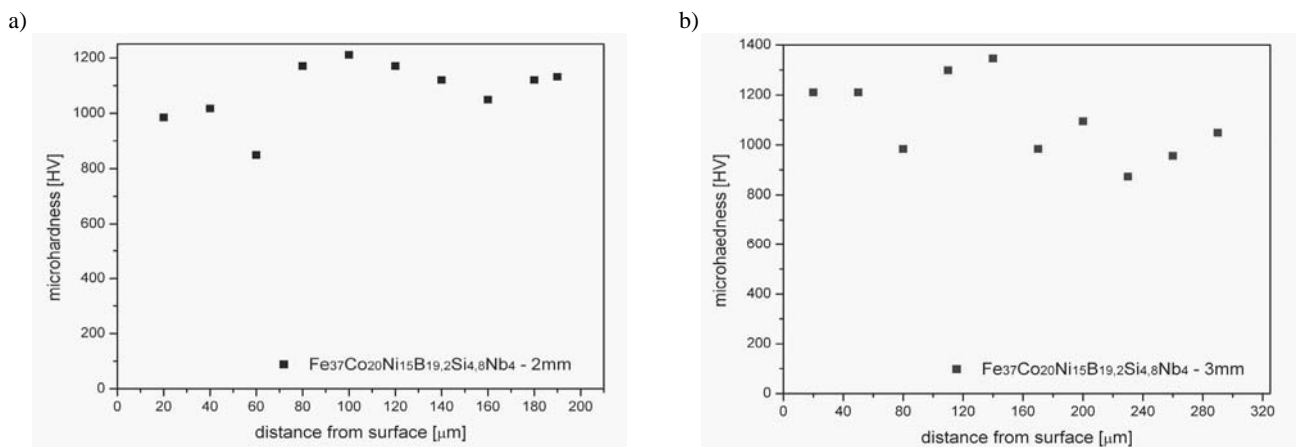 a)
1200
1000
800
600
400
200
0
microhardness [HV]
Fe37Co20Ni15B19,2Si4,8Nb4 - 2mm
0 20 40 60 80 100 120 140 160 180 200
distance from surface [μm]
b)
1400
1200
1000
800
600
400
200
0
microhaedness [HV]
Fe37Co20Ni15B19,2Si4,8Nb4 - 3mm
0 40 80 120 160 200 240 280 320
distance from surface [μm]